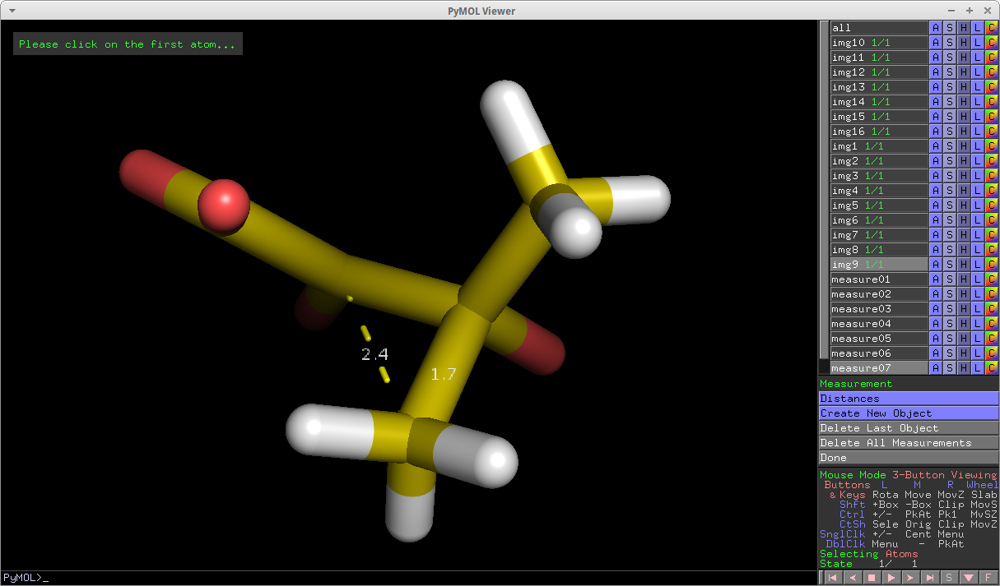 PyMOL Viewer
Please click on the first atom...
2.4
1.7
all A S H L C
img10 1/1 A S H L C
img11 1/1 A S H L C
img12 1/1 A S H L C
img13 1/1 A S H L C
img14 1/1 A S H L C
img15 1/1 A S H L C
img16 1/1 A S H L C
img1 1/1 A S H L C
img2 1/1 A S H L C
img3 1/1 A S H L C
img4 1/1 A S H L C
img5 1/1 A S H L C
img6 1/1 A S H L C
img7 1/1 A S H L C
img8 1/1 A S H L C
img9 1/1 A S H L C
measure01 A S H L C
measure02 A S H L C
measure03 A S H L C
measure04 A S H L C
measure05 A S H L C
measure06 A S H L C
measure07 A S H L C
Measurement
Distances
Create New Object
Delete Last Object
Delete All Measurements
Done
Mouse Mode 3-Button Viewing
Buttons L M R Wheel
& Keys Rota Move MovZ Slab
Shft +Box -Box Clip MovS
Ctrl +/- PkAt Pk1 MvSZ
CtSh Sele Orig Clip MovZ
SnglClk +/- Cent Menu
DblClk Menu - PkAt
Selecting Atoms
State 1/ 1
PyMOL>_
S F